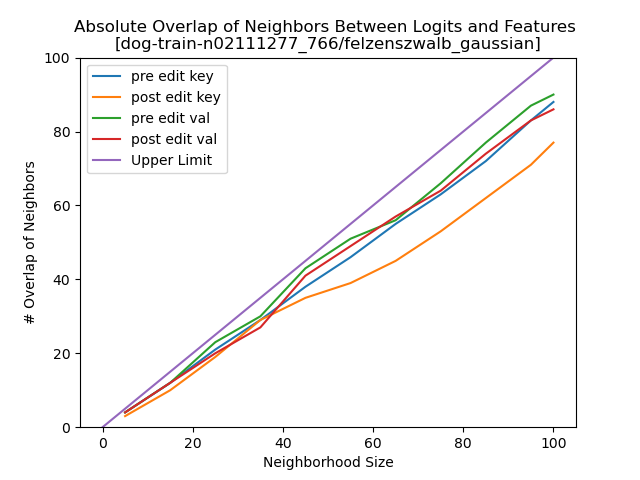 Absolute Overlap of Neighbors Between Logits and Features
[dog-train-n02111277_766/felzenszwalb_gaussian]
100
80
60
40
20
0
# Overlap of Neighbors
pre edit key
post edit key
pre edit val
post edit val
Upper Limit
0 20 40 60 80 100
Neighborhood Size